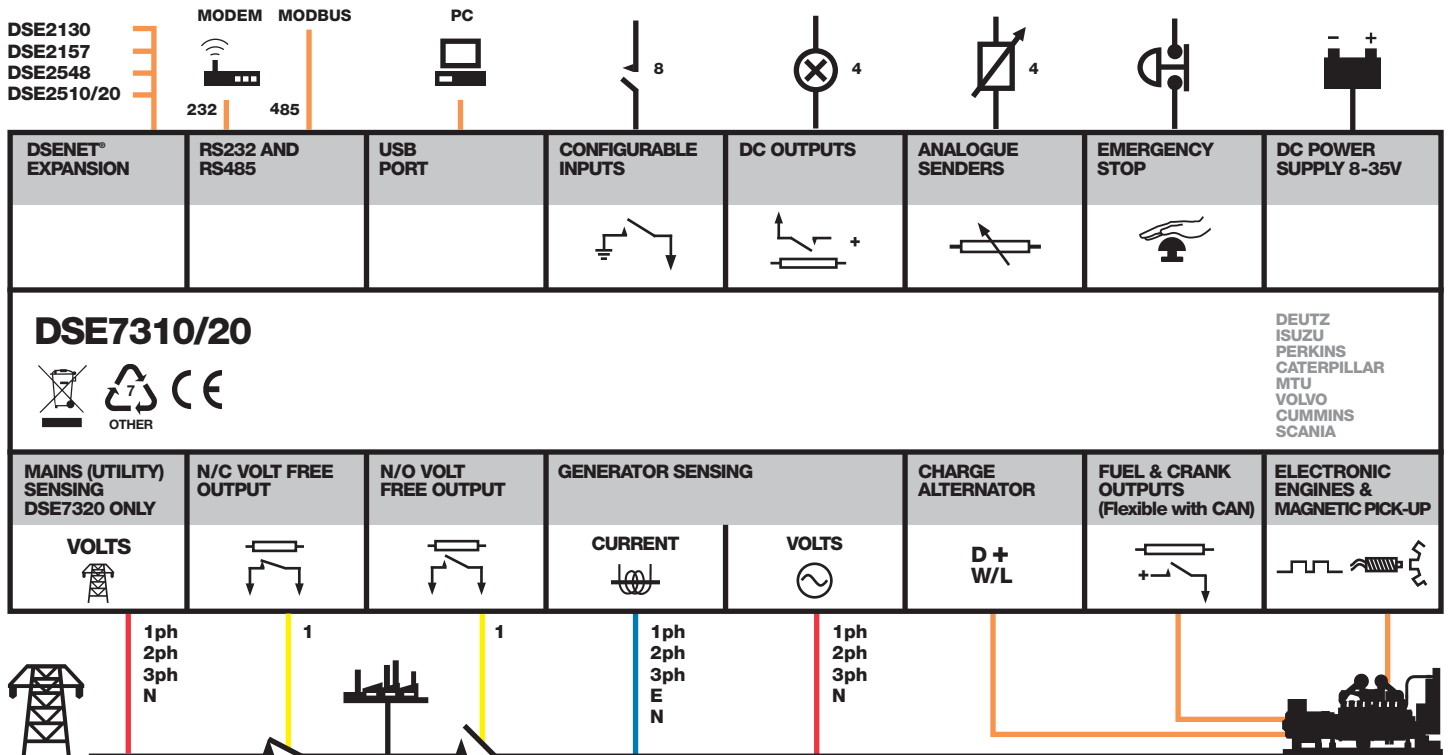 DSE2130
DSE2157
DSE2548
DSE2510/20
MODEM
MODBUS
232
485
PC
8
4
4
- +
DSENET®
EXPANSION
RS232 AND
RS485
USB
PORT
CONFIGURABLE
INPUTS
DC OUTPUTS
ANALOGUE
SENDERS
EMERGENCY
STOP
DC POWER
SUPPLY 8-35V
+
DSE7310/20
7
OTHER
CE
DEUTZ
ISUZU
PERKINS
CATERPILLAR
MTU
VOLVO
CUMMINS
SCANIA
MAINS (UTILITY)
SENSING
DSE7320 ONLY
VOLTS
N/C VOLT FREE
OUTPUT
N/O VOLT
FREE OUTPUT
GENERATOR SENSING
CURRENT
VOLTS
CHARGE
ALTERNATOR
D +
W/L
FUEL & CRANK
OUTPUTS
(Flexible with CAN)
+
ELECTRONIC
ENGINES &
MAGNETIC PICK-UP
1ph
2ph
3ph
N
1
1
1ph
2ph
3ph
E
N
1ph
2ph
3ph
N